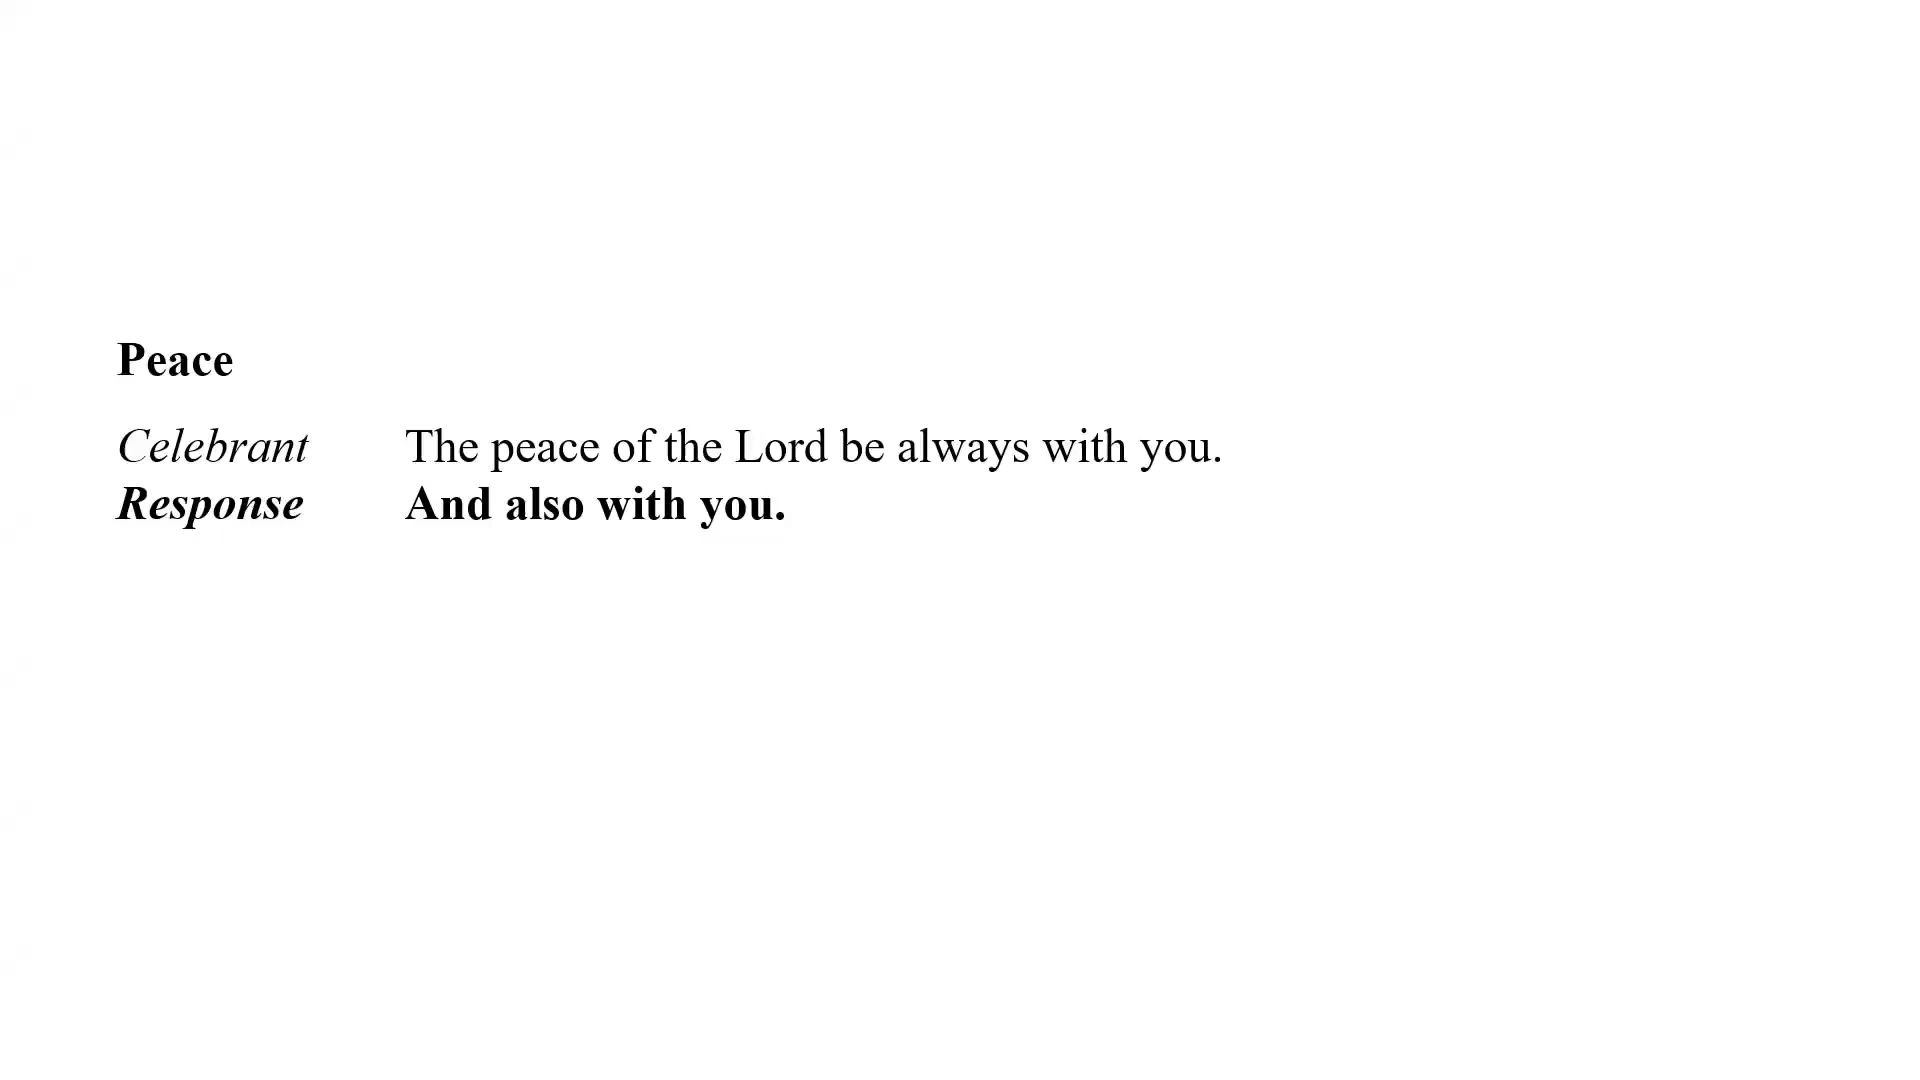 Peace
Celebrant The peace of the Lord be always with you.
Response And also with you.